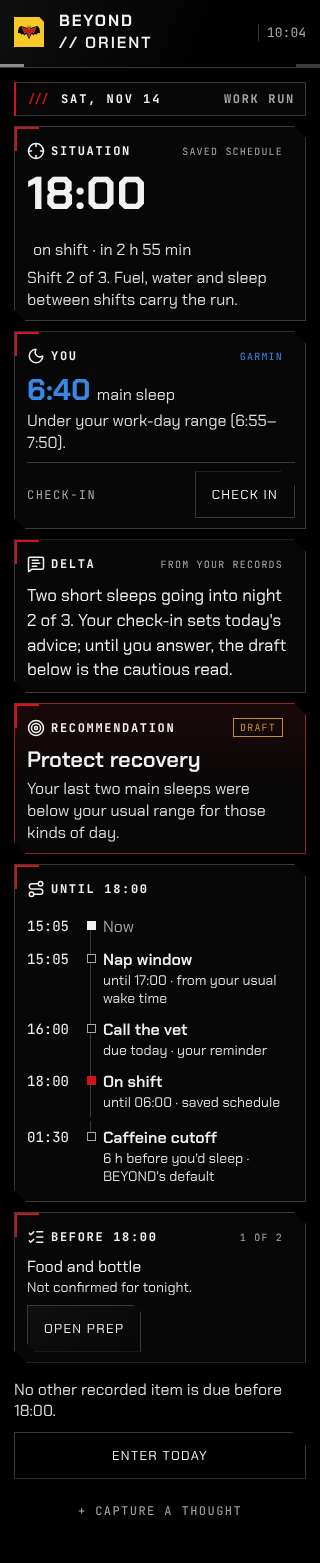 BEYOND
// ORIENT
10:04
/// SAT, NOV 14
WORK RUN
SITUATION
SAVED SCHEDULE
18:00
on shift · in 2 h 55 min
Shift 2 of 3. Fuel, water and sleep
between shifts carry the run.
YOU
GARMIN
6:40 main sleep
Under your work-day range (6:55–
7:50).
CHECK-IN
CHECK IN
DELTA
FROM YOUR RECORDS
Two short sleeps going into night
2 of 3. Your check-in sets today's
advice; until you answer, the draft
below is the cautious read.
RECOMMENDATION
DRAFT
Protect recovery
Your last two main sleeps were
below your usual range for those
kinds of day.
UNTIL 18:00
15:05 Now
15:05 Nap window
until 17:00 · from your usual
wake time
16:00 Call the vet
due today · your reminder
18:00 On shift
until 06:00 · saved schedule
01:30 Caffeine cutoff
6 h before you'd sleep ·
BEYOND's default
BEFORE 18:00
1 OF 2
Food and bottle
Not confirmed for tonight.
OPEN PREP
No other recorded item is due before
18:00.
ENTER TODAY
+ CAPTURE A THOUGHT